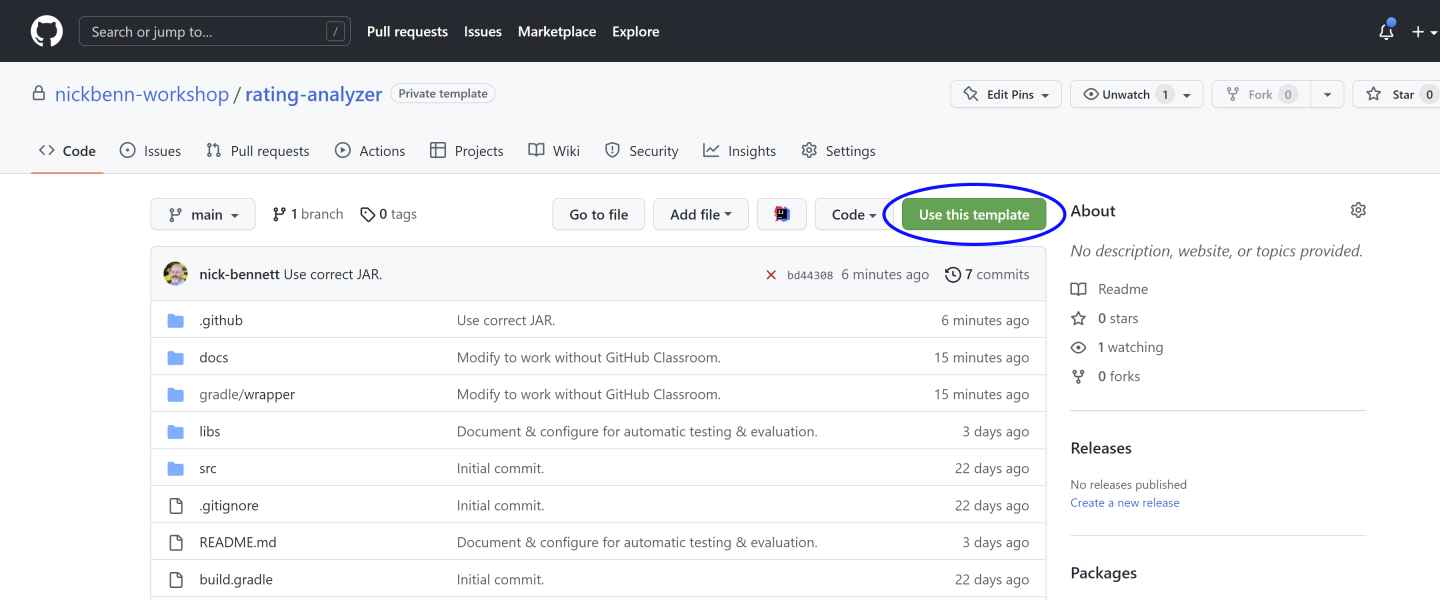 Search or jump to... / Pull requests Issues Marketplace Explore
nickbenn-workshop / rating-analyzer Private template Edit Pins Unwatch 1 Fork 0 Star 0
Code Issues Pull requests Actions Projects Wiki Security Insights Settings
main 1 branch 0 tags Go to file Add file Code Use this template
About
No description, website, or topics provided.
nick-bennett Use correct JAR. bd44308 6 minutes ago 7 commits
Readme
.github Use correct JAR. 6 minutes ago
0 stars
docs Modify to work without GitHub Classroom. 15 minutes ago
1 watching
0 forks
gradle/wrapper Modify to work without GitHub Classroom. 15 minutes ago
libs Document & configure for automatic testing & evaluation. 3 days ago
Releases
src Initial commit. 22 days ago
No releases published
Create a new release
.gitignore Initial commit. 22 days ago
README.md Document & configure for automatic testing & evaluation. 3 days ago
Packages
build.gradle Initial commit. 22 days ago